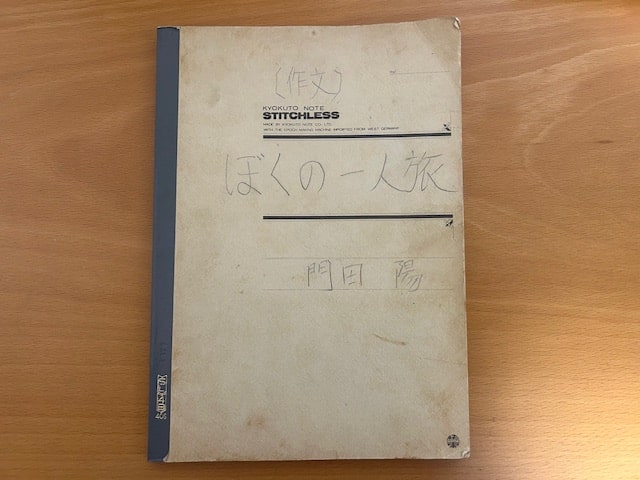 〔作文〕
KYOKUTO NOTE
STITCHLESS
MADE BY KYOKUTO NOTE CO., LTD.
WITH THE EPOCH MAKING MACHINE IMPORTED FROM WEST GERMANY
ぼくの一人旅
門田 陽